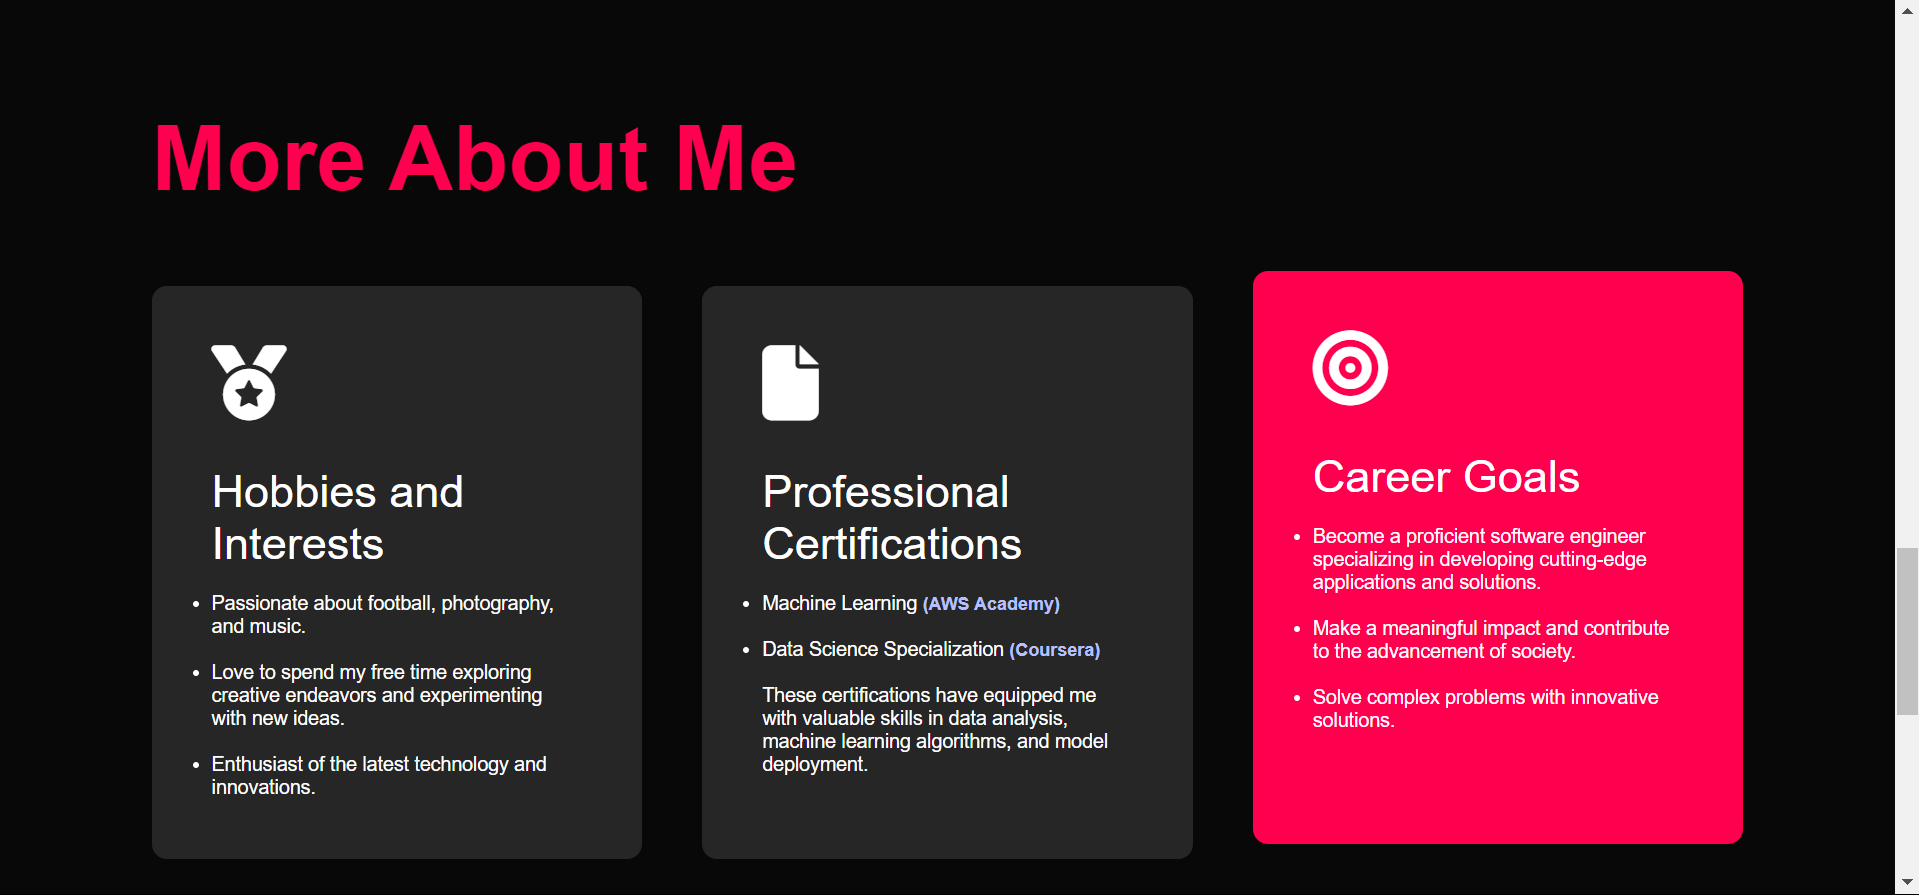 More About Me
Hobbies and
Interests
• Passionate about football, photography,
and music.
• Love to spend my free time exploring
creative endeavors and experimenting
with new ideas.
• Enthusiast of the latest technology and
innovations.
Professional
Certifications
• Machine Learning (AWS Academy)
• Data Science Specialization (Coursera)
These certifications have equipped me
with valuable skills in data analysis,
machine learning algorithms, and model
deployment.
Career Goals
• Become a proficient software engineer
specializing in developing cutting-edge
applications and solutions.
• Make a meaningful impact and contribute
to the advancement of society.
• Solve complex problems with innovative
solutions.